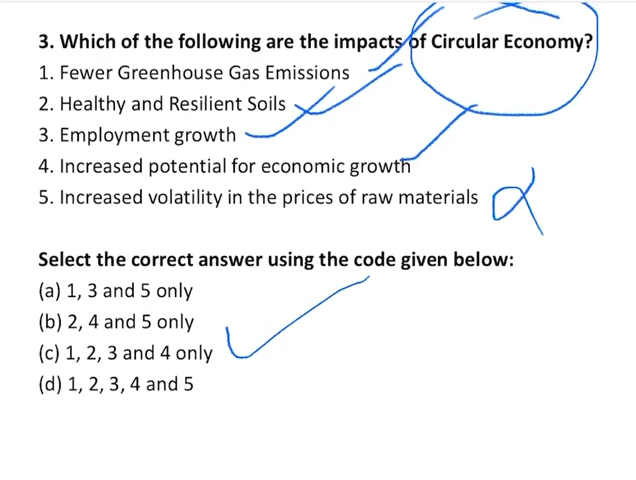 3. Which of the following are the impacts of Circular Economy?
1. Fewer Greenhouse Gas Emissions
2. Healthy and Resilient Soils
3. Employment growth
4. Increased potential for economic growth
5. Increased volatility in the prices of raw materials
Select the correct answer using the code given below:
(a) 1, 3 and 5 only
(b) 2, 4 and 5 only
(c) 1, 2, 3 and 4 only
(d) 1, 2, 3, 4 and 5